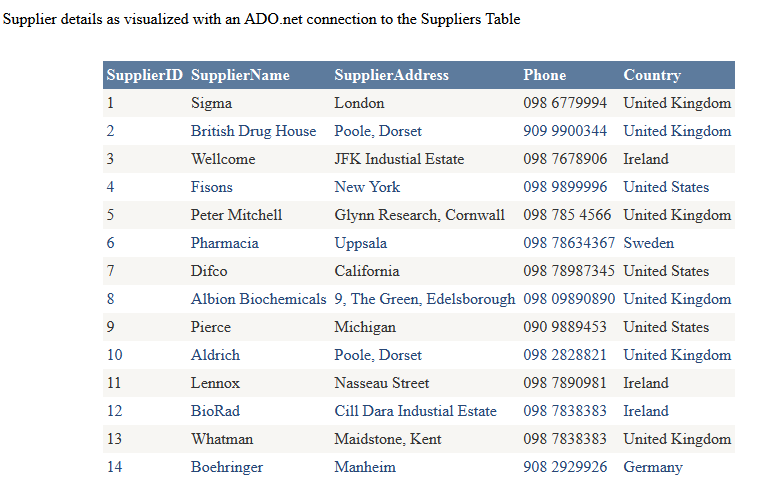 Supplier details as visualized with an ADO.net connection to the Suppliers Table
SupplierID SupplierName SupplierAddress Phone Country
1 Sigma London 098 6779994 United Kingdom
2 British Drug House Poole, Dorset 909 9900344 United Kingdom
3 Wellcome JFK Industial Estate 098 7678906 Ireland
4 Fisons New York 098 9899996 United States
5 Peter Mitchell Glynn Research, Cornwall 098 785 4566 United Kingdom
6 Pharmacia Uppsala 098 78634367 Sweden
7 Difco California 098 78987345 United States
8 Albion Biochemicals 9, The Green, Edelsborough 098 09890890 United Kingdom
9 Pierce Michigan 090 9889453 United States
10 Aldrich Poole, Dorset 098 2828821 United Kingdom
11 Lennox Nasseau Street 098 7890981 Ireland
12 BioRad Cill Dara Industial Estate 098 7838383 Ireland
13 Whatman Maidstone, Kent 098 7838383 United Kingdom
14 Boehringer Manheim 908 2929926 Germany